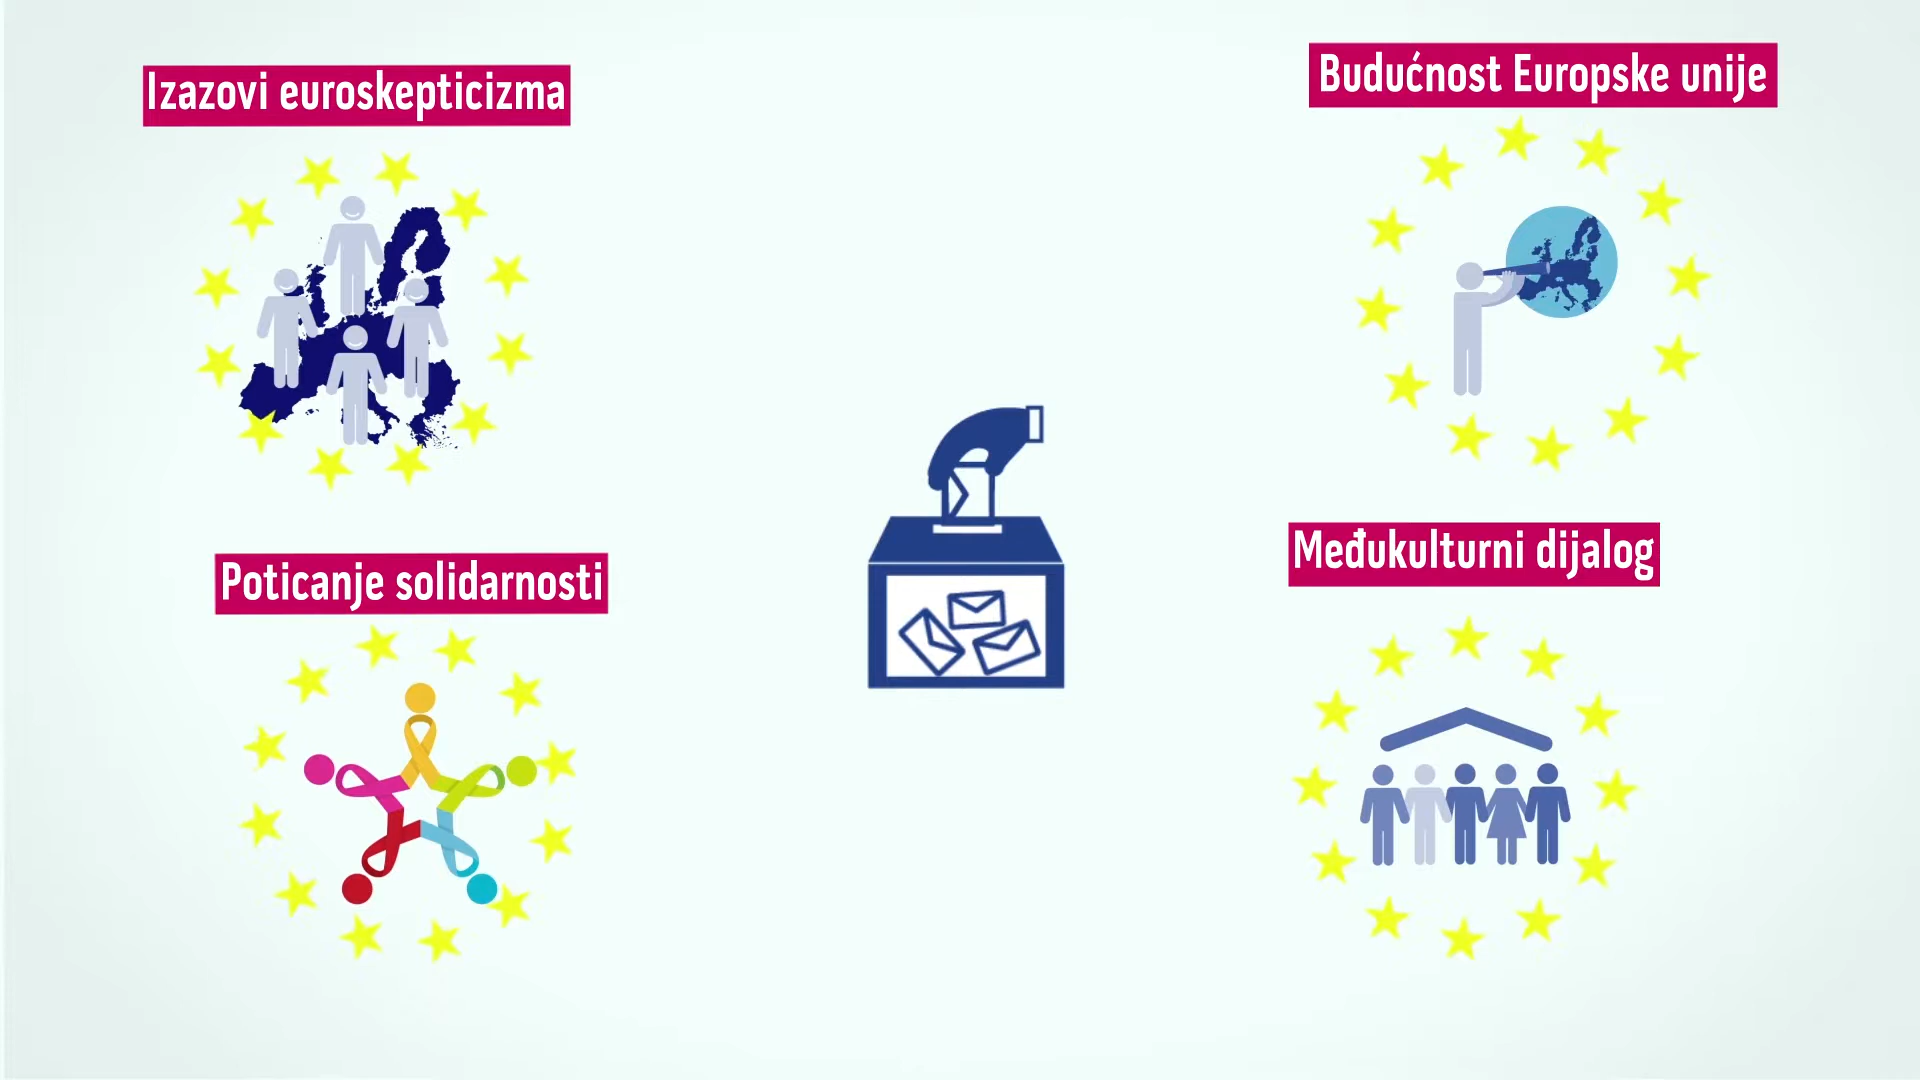 Izazovi euroskepticizma
Budućnost Europske unije
Poticanje solidarnosti
Međukulturni dijalog